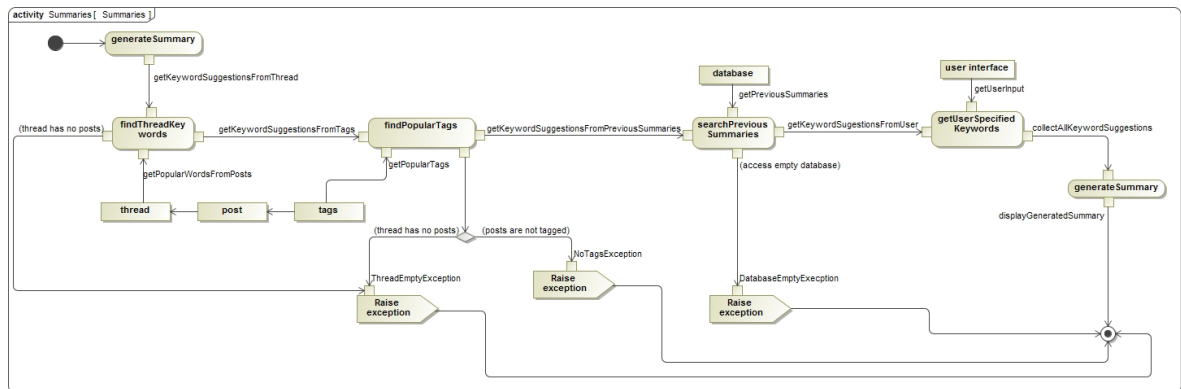 activity Summaries [ Summaries ]
generateSummary
getKeywordSuggestionsFromThread
database
user interface
getPreviousSummaries
getUserInput
(thread has no posts)
findThreadKey
words
getKeywordSuggestionsFromTags
findPopularTags
getKeywordSuggestionsFromPreviousSummaries
searchPrevious
Summaries
getKeywordSugestionsFromUser
getUserSpecified
Keywords
collectAllKeywordSuggestions
getPopularWordsFromPosts
getPopularTags
(access empty database)
generateSummary
thread
post
tags
displayGeneratedSummary
(thread has no posts)
(posts are not tagged)
NoTagsException
ThreadEmptyException
DatabaseEmptyExecption
Raise
exception
Raise
exception
Raise
exception